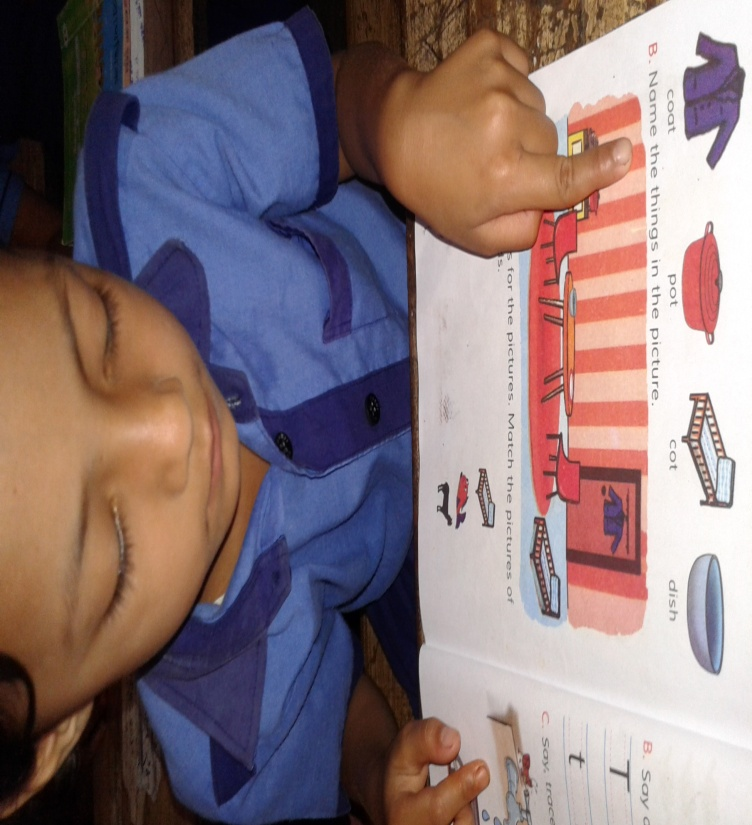 coat pot cot dish
B. Name the things in the picture.
s for the pictures. Match the pictures of
s.
B. Say
T
t
C. Say, trace